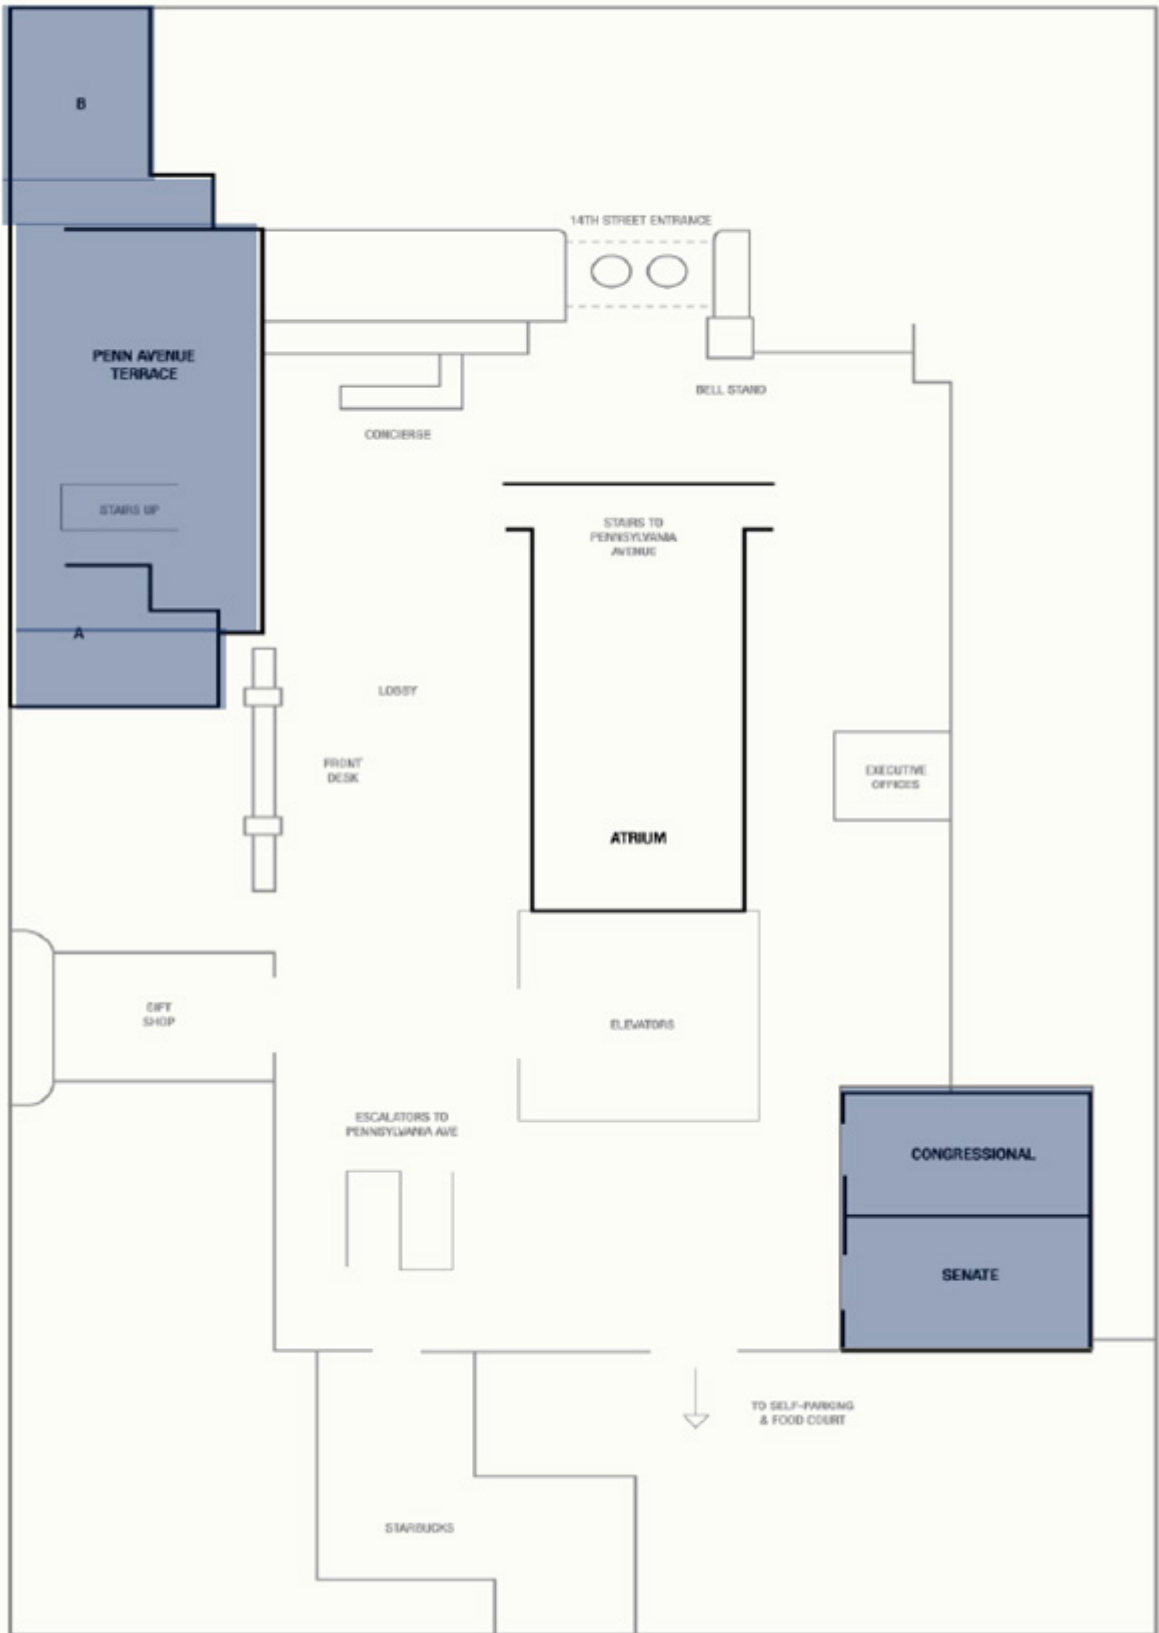 B
14TH STREET ENTRANCE
PENN AVENUE
TERRACE
BELL STAND
CONCIERGE
STAIRS UP
STAIRS TO
PENNSYLVANIA
AVENUE
A
LOBBY
FRONT
DESK
EXECUTIVE
OFFICES
ATRIUM
GIFT
SHOP
ELEVATORS
ESCALATORS TO
PENNSYLVANIA AVE
CONGRESSIONAL
SENATE
TO SELF-PARKING
& FOOD COURT
STARBUCKS